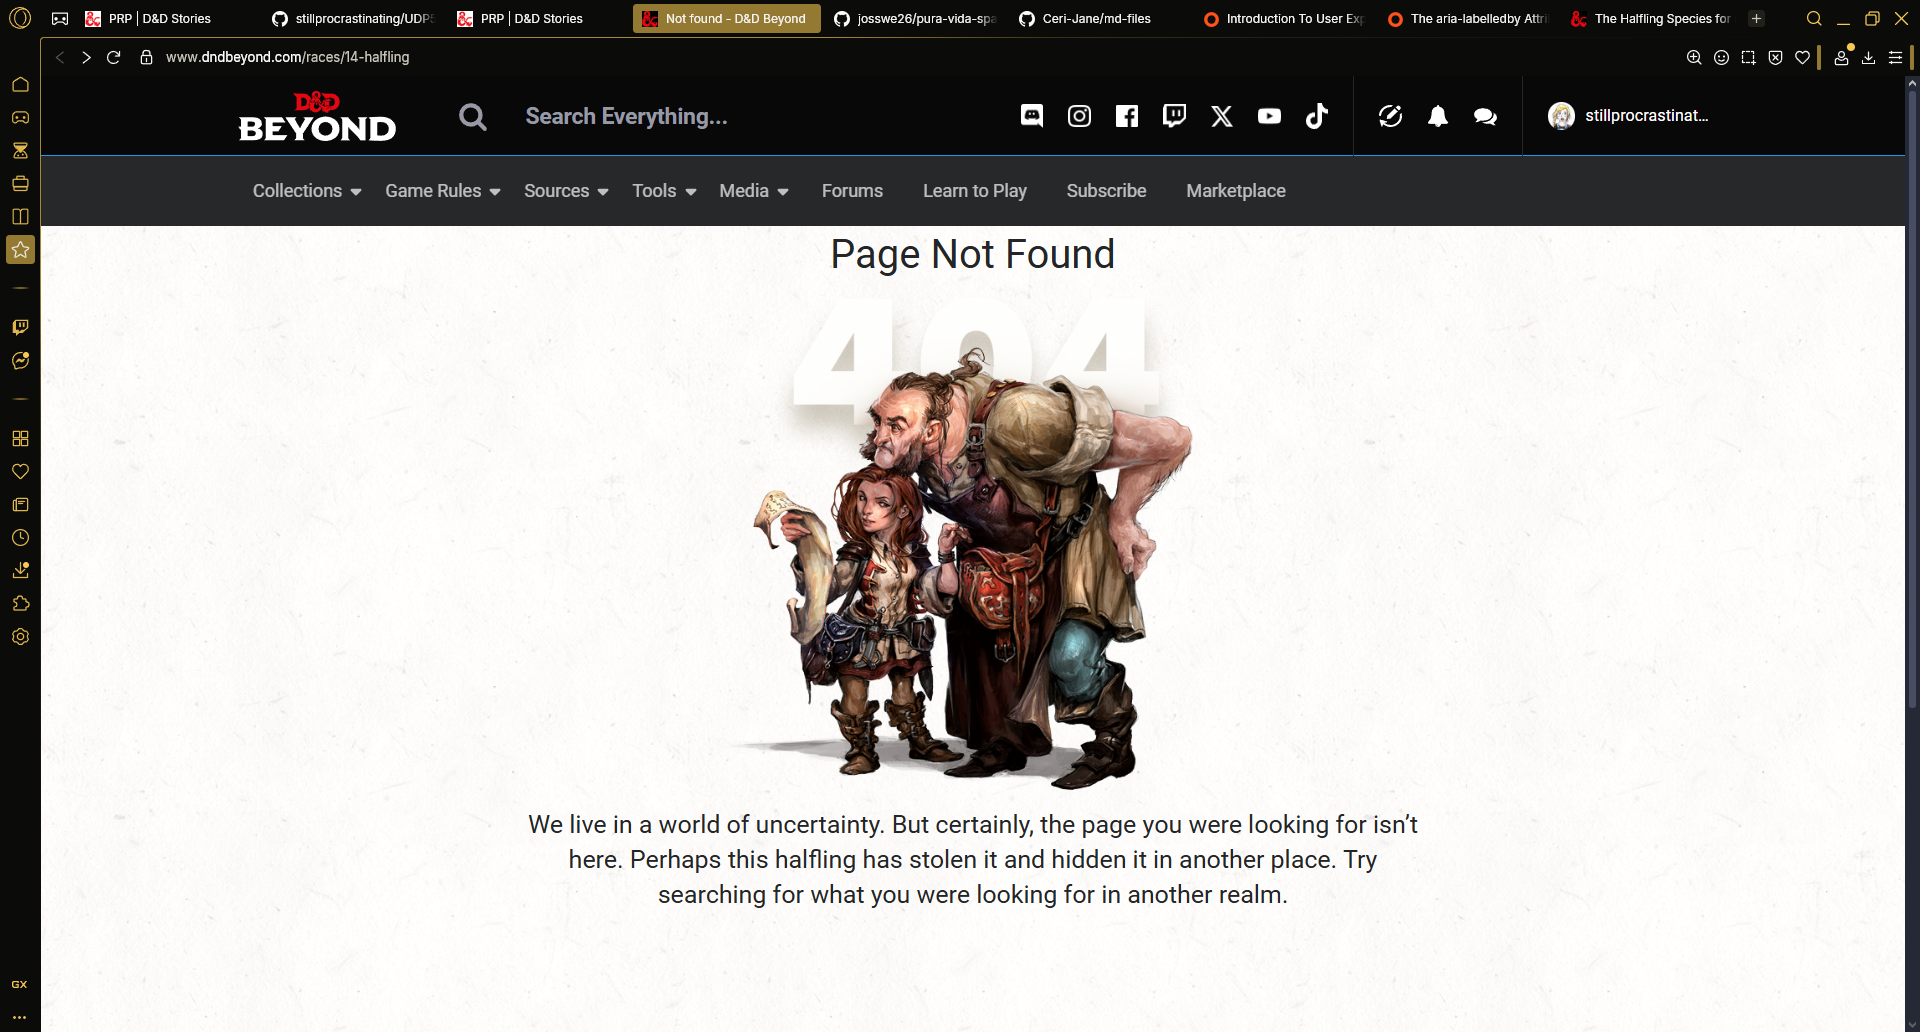 PRP | D&D Stories
stillprocrastinating/UDP
PRP | D&D Stories
Not found - D&D Beyond
josswe26/pura-vida-spa
Ceri-Jane/md-files
Introduction To User Exp
The aria-labelledby Attri
The Halfling Species for
www.dndbeyond.com/races/14-halfling
D&D
BEYOND
Search Everything...
stillprocrastinat...
Collections
Game Rules
Sources
Tools
Media
Forums
Learn to Play
Subscribe
Marketplace
Page Not Found
404
We live in a world of uncertainty. But certainly, the page you were looking for isn’t
here. Perhaps this halfling has stolen it and hidden it in another place. Try
searching for what you were looking for in another realm.
GX